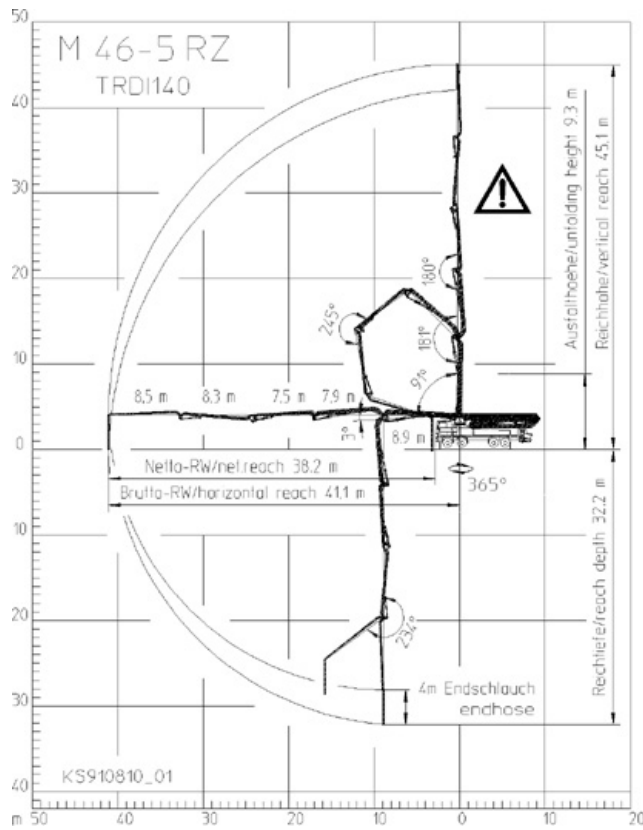 50
M 46-5 RZ
TRDI140
40
30
20
10
0
10
20
30
40
m 50 40 30 20 10 0 10 20
Ausfalthoehe/unfolding height 9.3 m
Reichhohe/vertical reach 45,1 m
180°
245°
181°
91°
8,5 m 8.3 m 7,5 m 7,9 m
3°
8.9 m
Netto-RW/net.reach 38.2 m
Brutto-RW/horizontal reach 41,1 m
365°
Reichtiefe/reach depth 32.2 m
234°
4m Endschlauch
endhose
KS910810_01